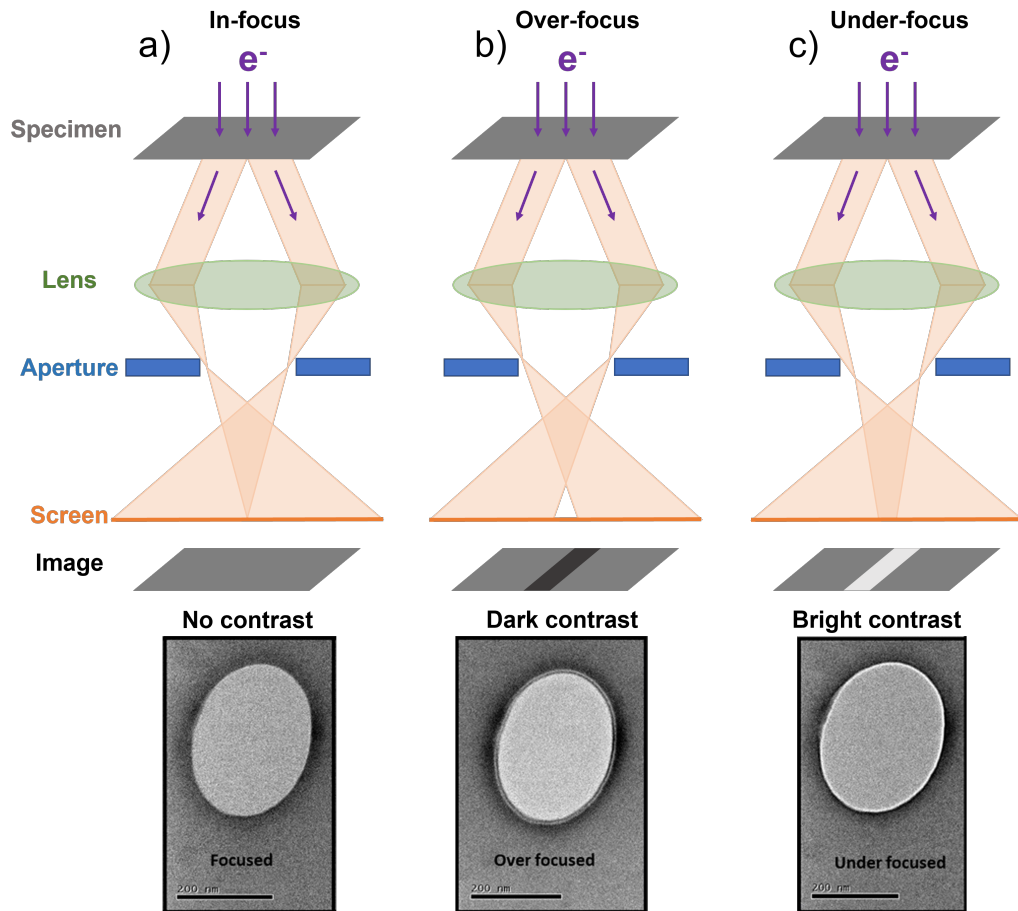 In-focus
Over-focus
Under-focus
a)
b)
c)
e-
e-
e-
Specimen
Lens
Aperture
Screen
Image
No contrast
Dark contrast
Bright contrast
Focused
Over focused
Under focused
200 nm
200 nm
200 nm